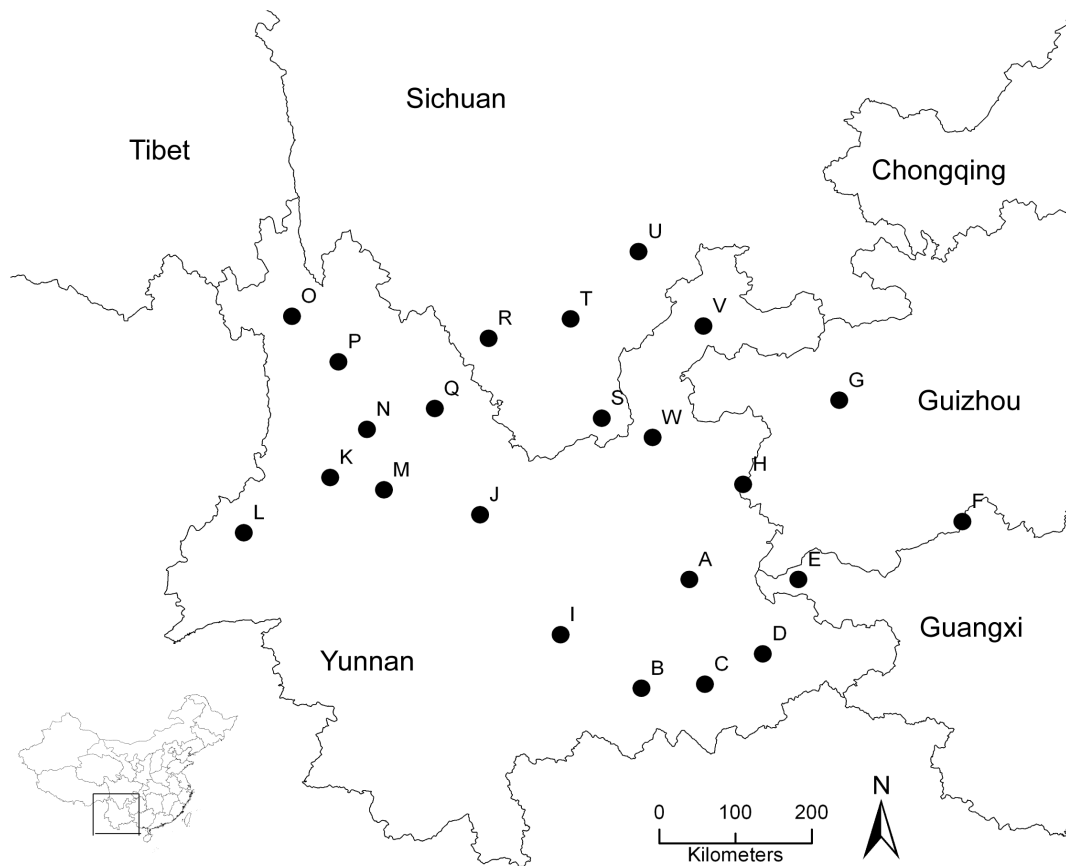 Sichuan
Tibet
Chongqing
U
O
T
V
R
P
G
Guizhou
Q
S
N
W
K
M
H
J
F
L
A
E
I
Guangxi
D
Yunnan
B
C
N
0 100 200
Kilometers